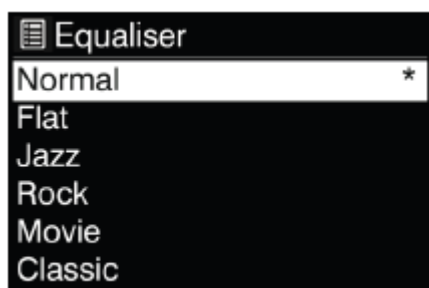 Equaliser
Normal *
Flat
Jazz
Rock
Movie
Classic